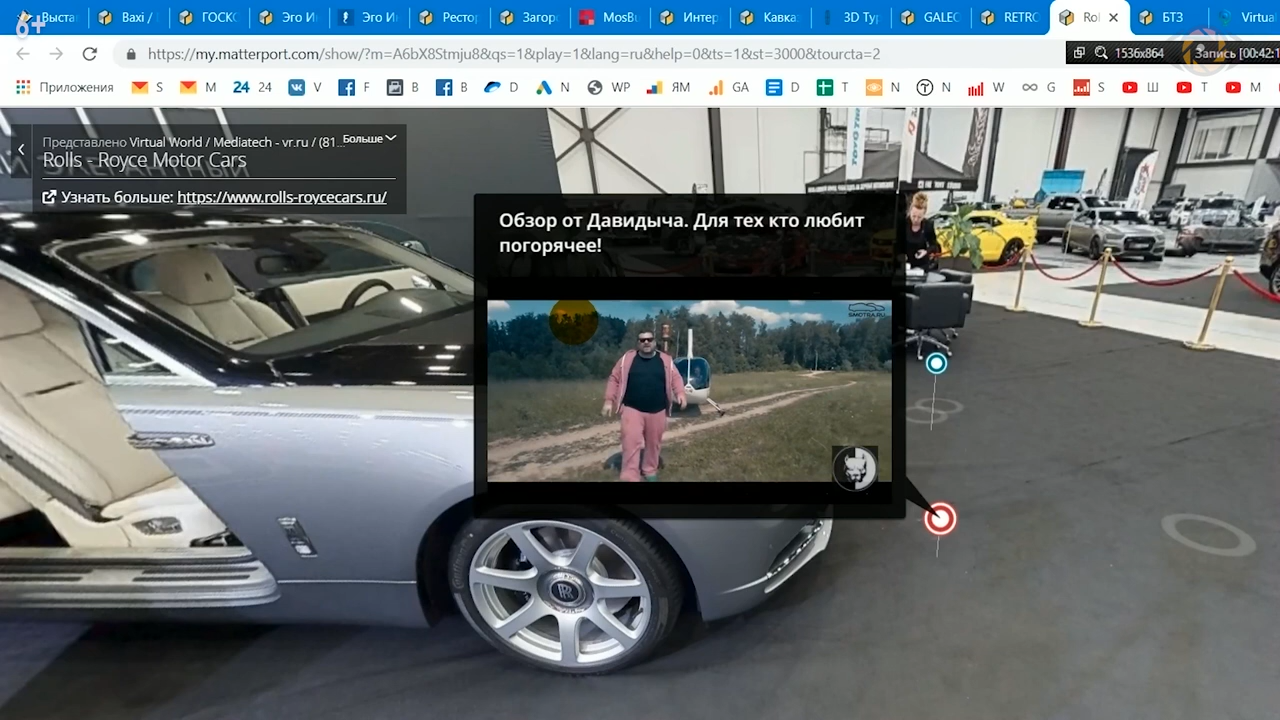 6+
Выста
Baxi /
ГОСК
Эго И
Эго И
Рестор
Загор
MosBu
Интер
Кавка
3D Ту
GALEC
RETRO
Rol
БТЗ
Virtua
https://my.matterport.com/show/?m=A6bX8Stmju8&qs=1&play=1&lang=ru&help=0&ts=1&st=3000&tourcta=2
1536x864
Запись [00:42:1
Приложения
S
M
24 24
V
F
B
B
D
N
WP
ЯМ
GA
D
T
N
N
W
G
S
Ш
T
M
Представлено Virtual World / Mediatech - vr.ru / (81...
Больше
Rolls - Royce Motor Cars
Узнать больше: https://www.rolls-roycecars.ru/
Обзор от Давидыча. Для тех кто любит
погорячее!
SMOTRA.RU